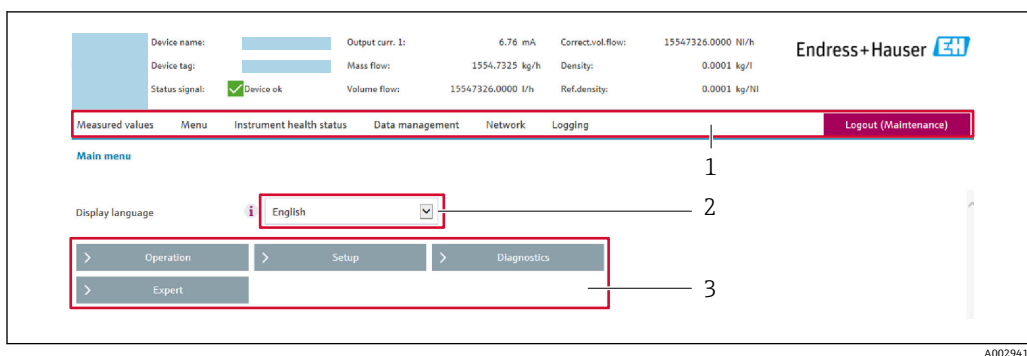 Device name: Output curr. 1: 6.76 mA Correct.vol.flow: 15547326.0000 Nl/h
Endress+Hauser EH
Device tag: Mass flow: 1554.7325 kg/h Density: 0.0001 kg/l
Status signal: Device ok Volume flow: 15547326.0000 l/h Ref.density: 0.0001 kg/Nl
Measured values Menu Instrument health status Data management Network Logging Logout (Maintenance)
1
Main menu
Display language i English 2
> Operation > Setup > Diagnostics
> Expert 3
A002941